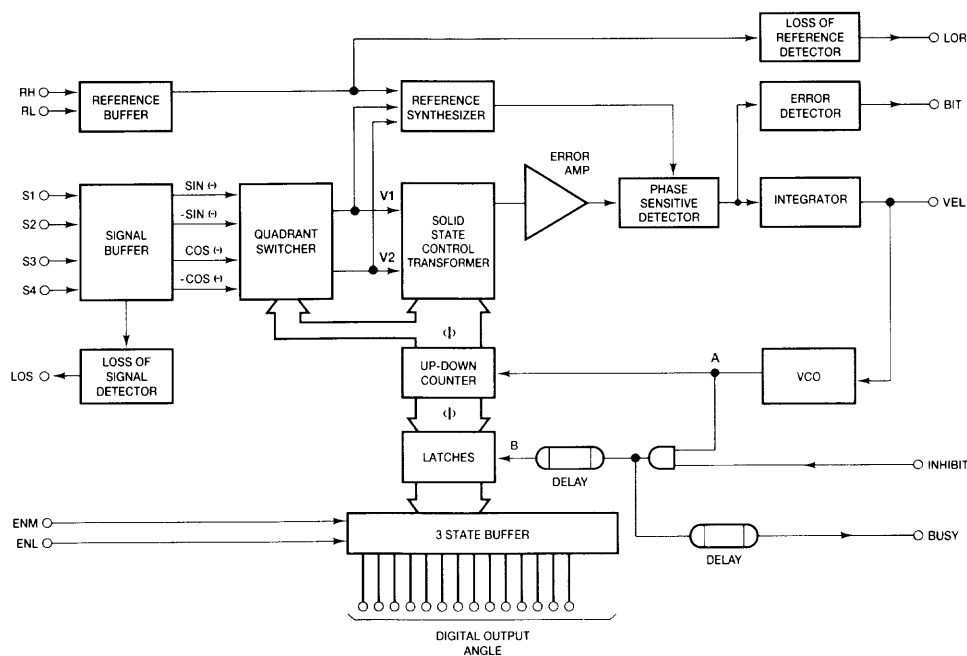 LOSS OF
REFERENCE
DETECTOR
LOR
RH
RL
REFERENCE
BUFFER
REFERENCE
SYNTHESIZER
ERROR
DETECTOR
BIT
ERROR
AMP
S1
S2
S3
S4
SIGNAL
BUFFER
SIN (-)
-SIN (-)
COS (-)
-COS (-)
QUADRANT
SWITCHER
V1
V2
SOLID
STATE
CONTROL
TRANSFORMER
PHASE
SENSITIVE
DETECTOR
INTEGRATOR
VEL
LOS
LOSS OF
SIGNAL
DETECTOR
ф
UP-DOWN
COUNTER
A
VCO
ф
LATCHES
B
DELAY
INHIBIT
ENM
ENL
3 STATE BUFFER
DELAY
BUSY
DIGITAL OUTPUT
ANGLE